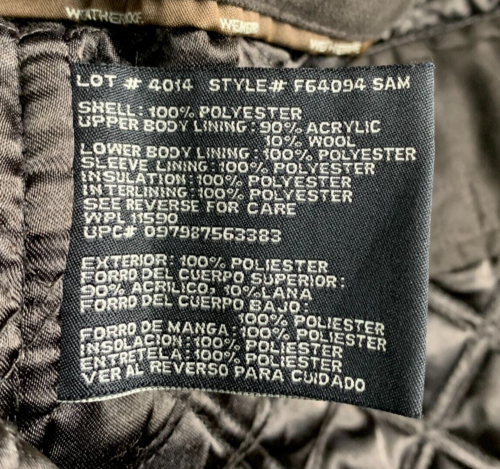 WEATHER
LOT # 4014 STYLE# F64094 SAM
SHELL: 100% POLYESTER
UPPER BODY LINING: 90% ACRYLIC
10% WOOL
LOWER BODY LINING: 100% POLYESTER
SLEEVE LINING: 100% POLYESTER
INSULATION: 100% POLYESTER
INTERLINING: 100% POLYESTER
SEE REVERSE FOR CARE
WPL 11590
UPC# 097987563383
EXTERIOR: 100% POLIESTER
FORRO DEL CUERPO SUPERIOR:
90% ACRILICO, 10% LANA
FORRO DEL CUERPO BAJO:
100% POLIESTER
FORRO DE MANGA: 100% POLIESTER
INSOLACION: 100% POLIESTER
ENTRETELA: 100% POLIESTER
VER AL REVERSO PARA CUIDADO